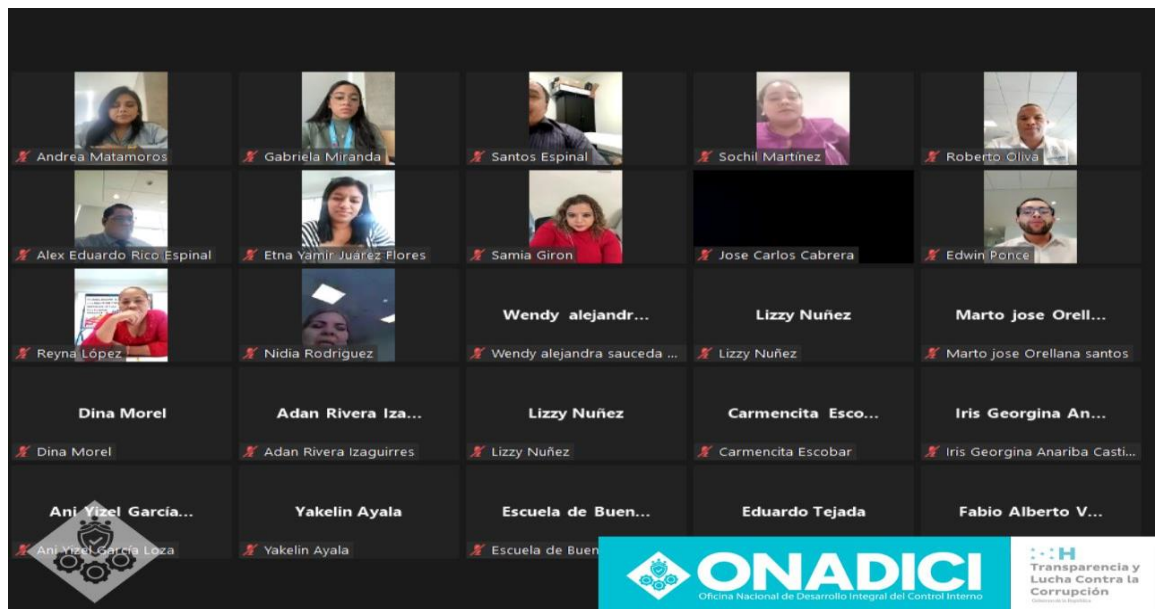 Andrea Matamoros
Gabriela Miranda
Santos Espinal
Sochil Martínez
Roberto Oliva
Alex Eduardo Rico Espinal
Etna Yamir Juárez Flores
Samia Giron
Jose Carlos Cabrera
Edwin Ponce
Reyna López
Nidia Rodriguez
Wendy alejandr...
Wendy alejandra sauceda ...
Lizzy Nuñez
Lizzy Nuñez
Marto jose Orell...
Marto jose Orellana santos
Dina Morel
Dina Morel
Adan Rivera Iza...
Adan Rivera Izaguirres
Lizzy Nuñez
Lizzy Nuñez
Carmencita Esco...
Carmencita Escobar
Iris Georgina An...
Iris Georgina Anariba Casti...
Ani Yizel García...
Ani Yizel García Loza
Yakelin Ayala
Yakelin Ayala
Escuela de Buen...
Escuela de Buen
Eduardo Tejada
Fabio Alberto V...
ONADICI
Oficina Nacional de Desarrollo Integral del Control Interno
H
Transparencia y
Lucha Contra la
Corrupción
Gobierno de la República